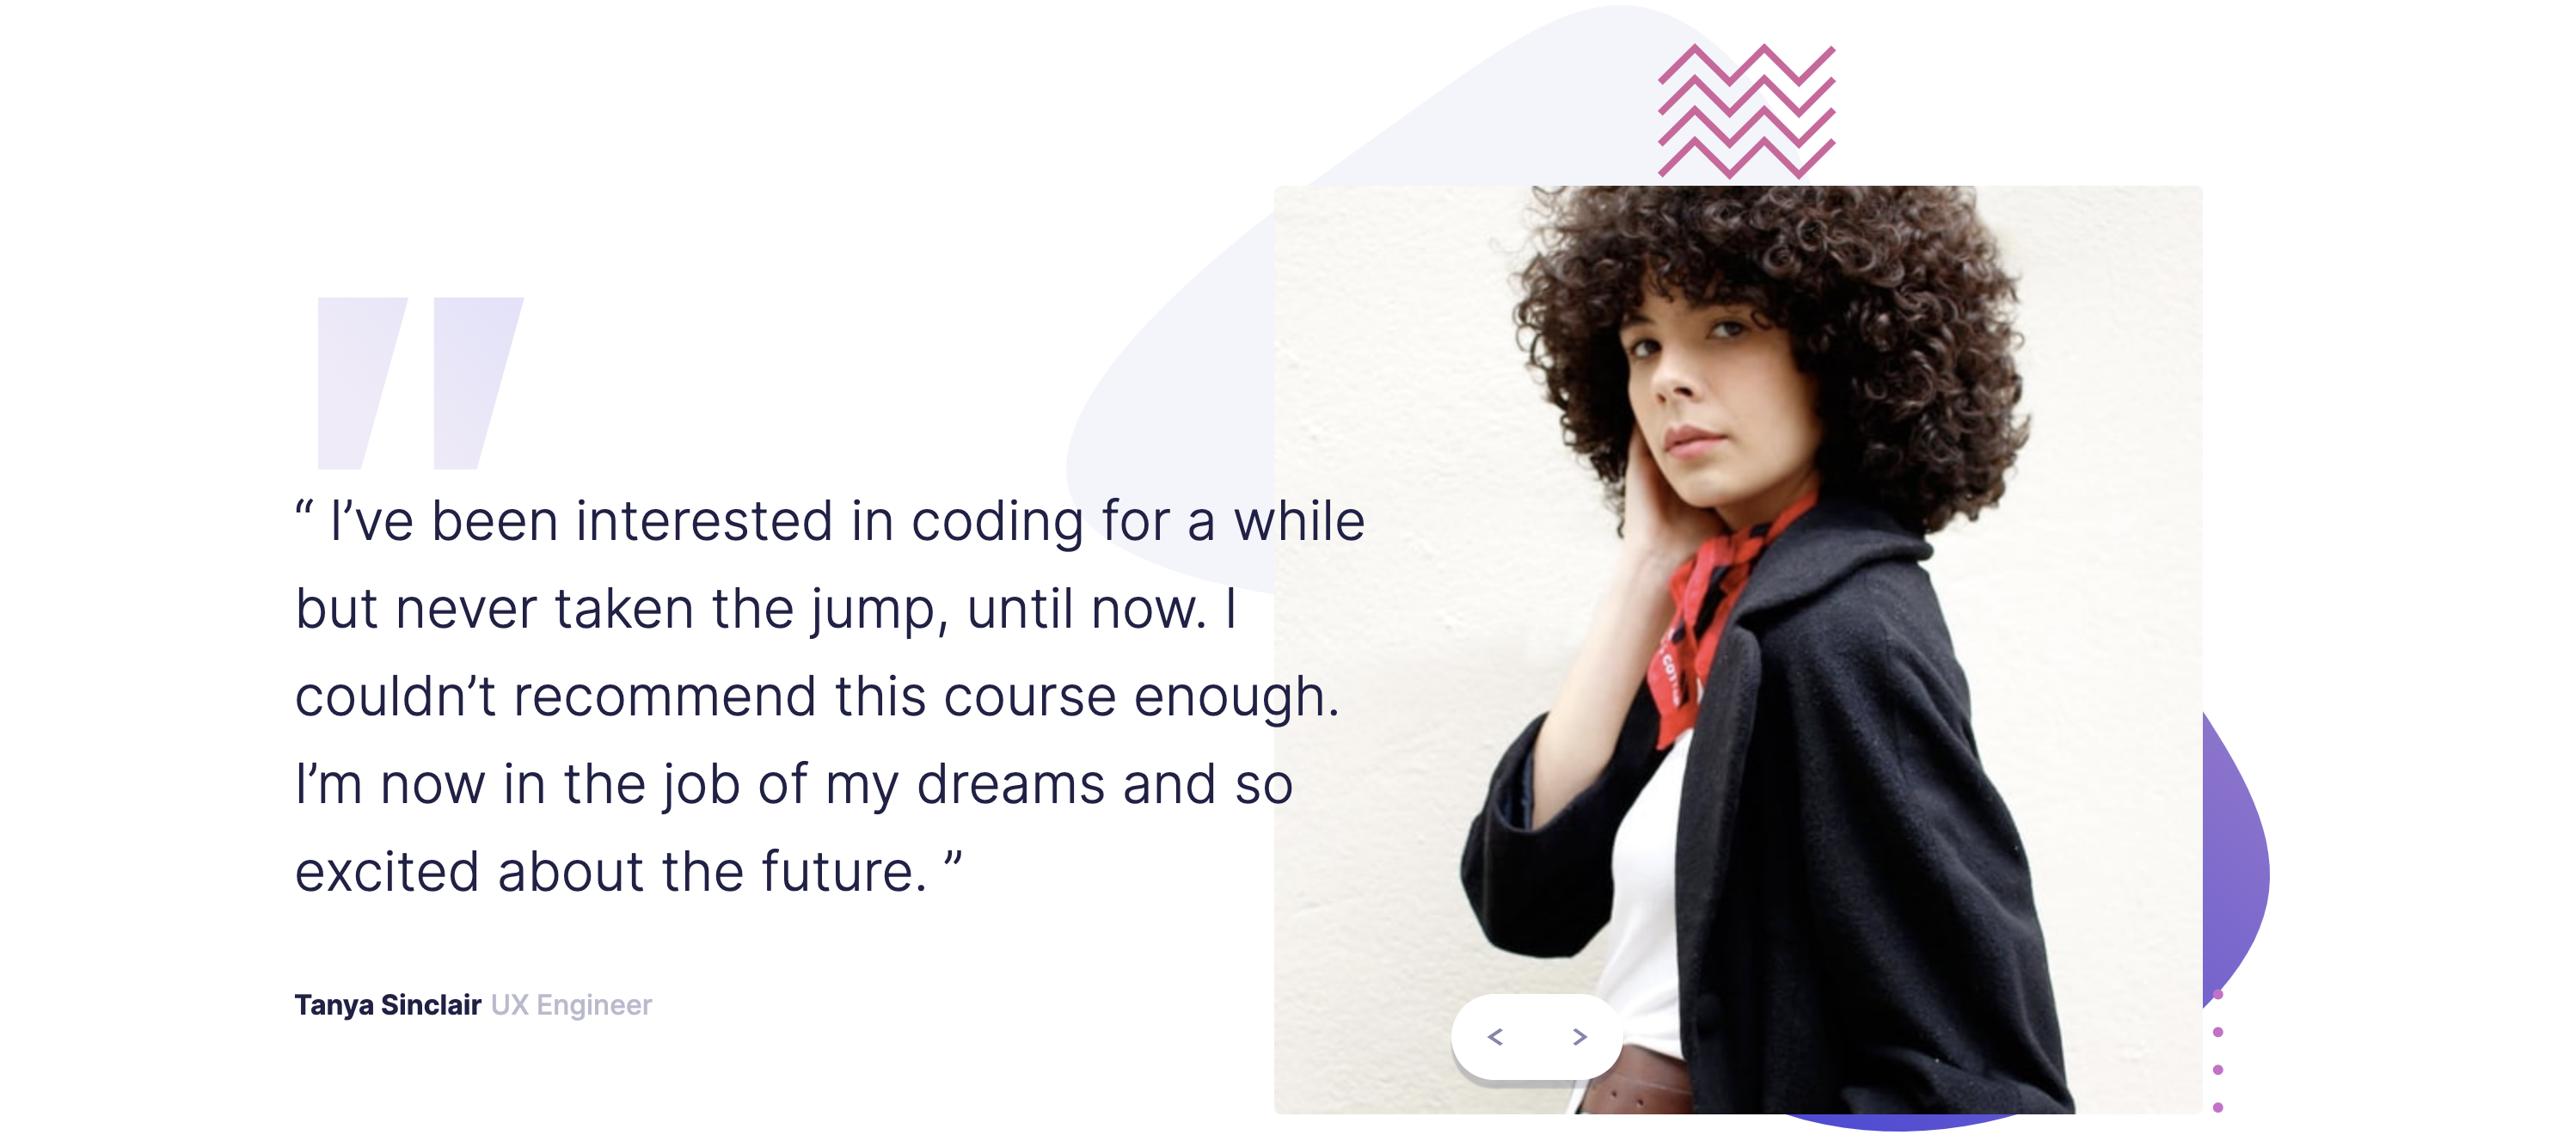 “ I’ve been interested in coding for a while
but never taken the jump, until now. I
couldn’t recommend this course enough.
I’m now in the job of my dreams and so
excited about the future. ”
Tanya Sinclair UX Engineer